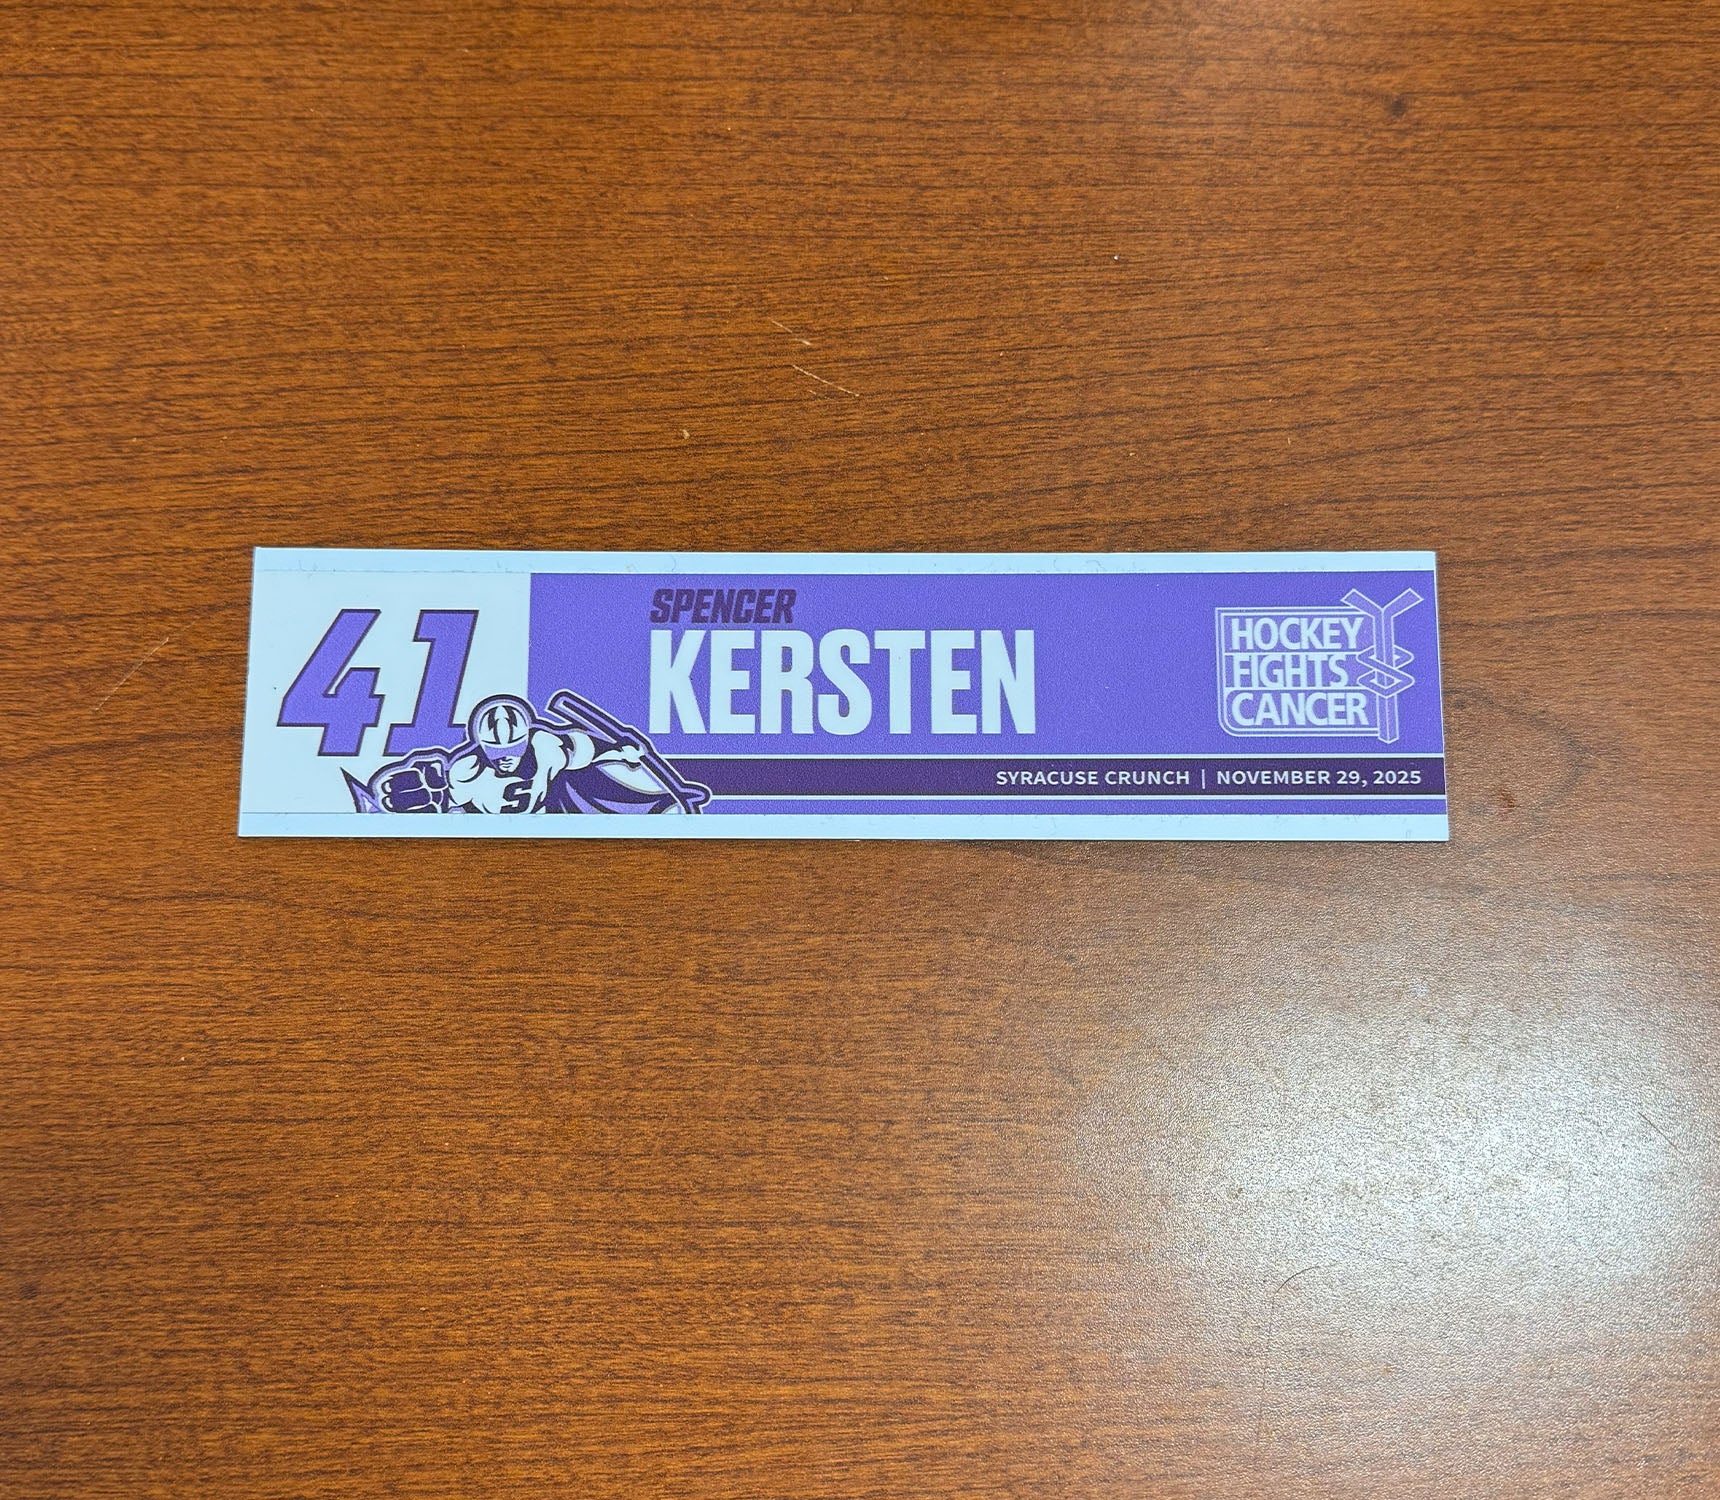 41
SPENCER
KERSTEN
HOCKEY
FIGHTS
CANCER
S
SYRACUSE CRUNCH | NOVEMBER 29, 2025